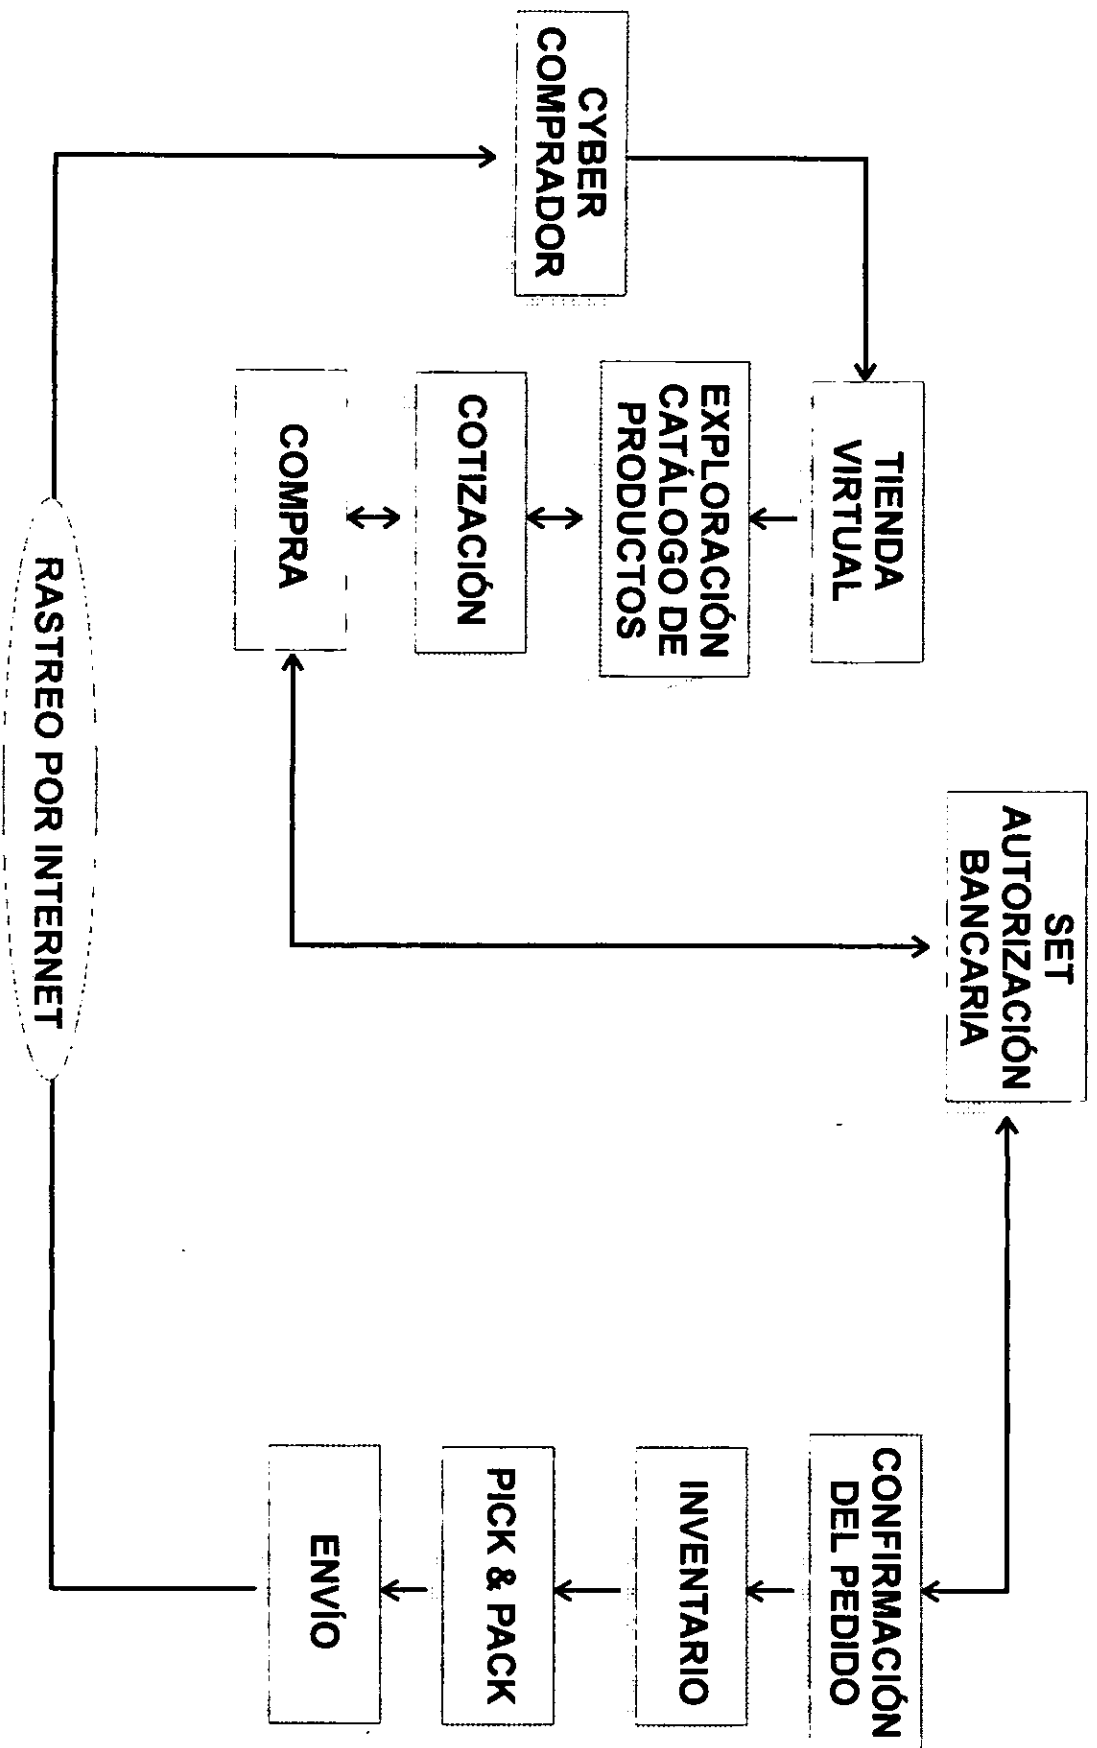 CYBER
COMPRADOR
TIENDA
VIRTUAL
EXPLORACIÓN
CATÁLOGO DE
PRODUCTOS
COTIZACIÓN
COMPRA
SET
AUTORIZACIÓN
BANCARIA
CONFIRMACIÓN
DEL PEDIDO
INVENTARIO
PICK & PACK
ENVÍO
RASTREO POR INTERNET